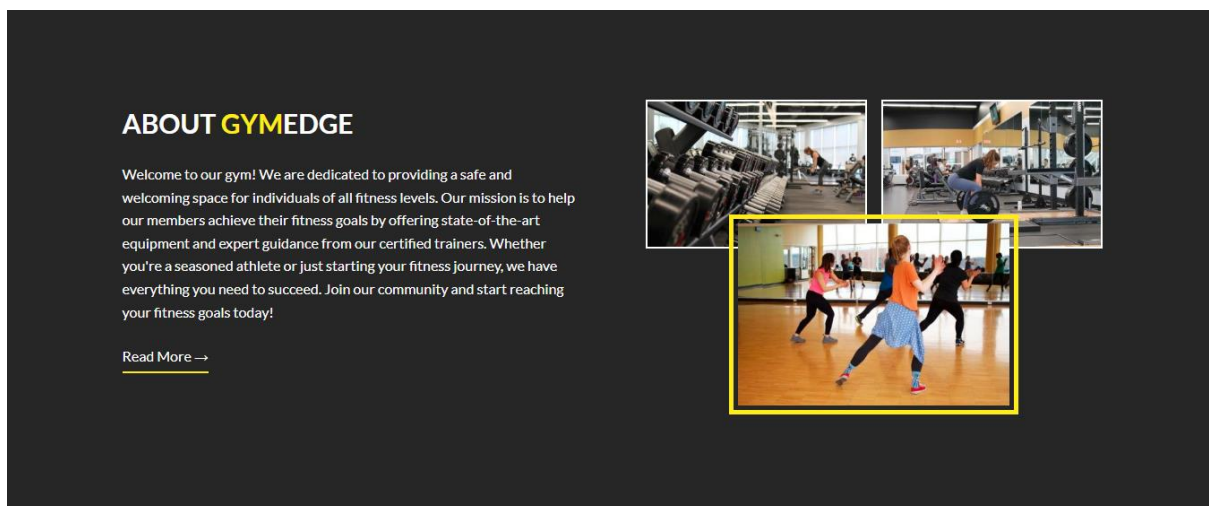 ABOUT GYMEDGE
Welcome to our gym! We are dedicated to providing a safe and
welcoming space for individuals of all fitness levels. Our mission is to help
our members achieve their fitness goals by offering state-of-the-art
equipment and expert guidance from our certified trainers. Whether
you're a seasoned athlete or just starting your fitness journey, we have
everything you need to succeed. Join our community and start reaching
your fitness goals today!
Read More →